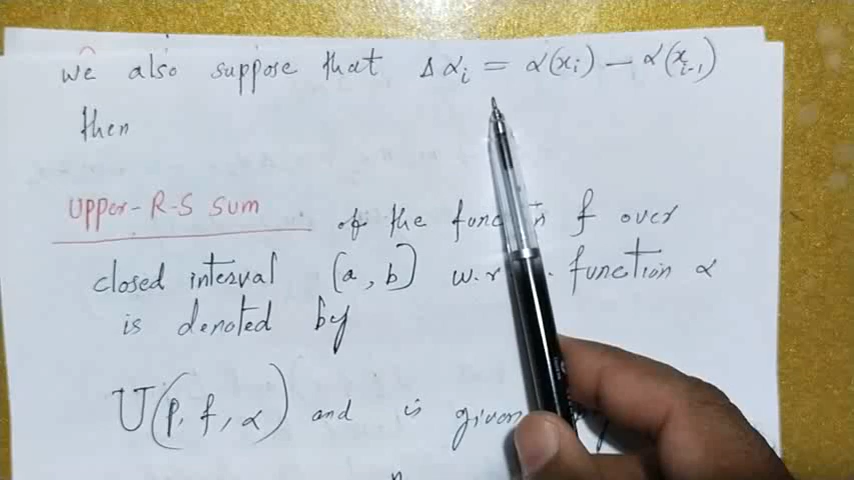 we also suppose that Δαᵢ = α(xᵢ) − α(xᵢ₋₁)
then
Upper-R-S sum of the function f over
closed interval [a, b] w.r. function α
is denoted by
U(P, f, α) and is given
n